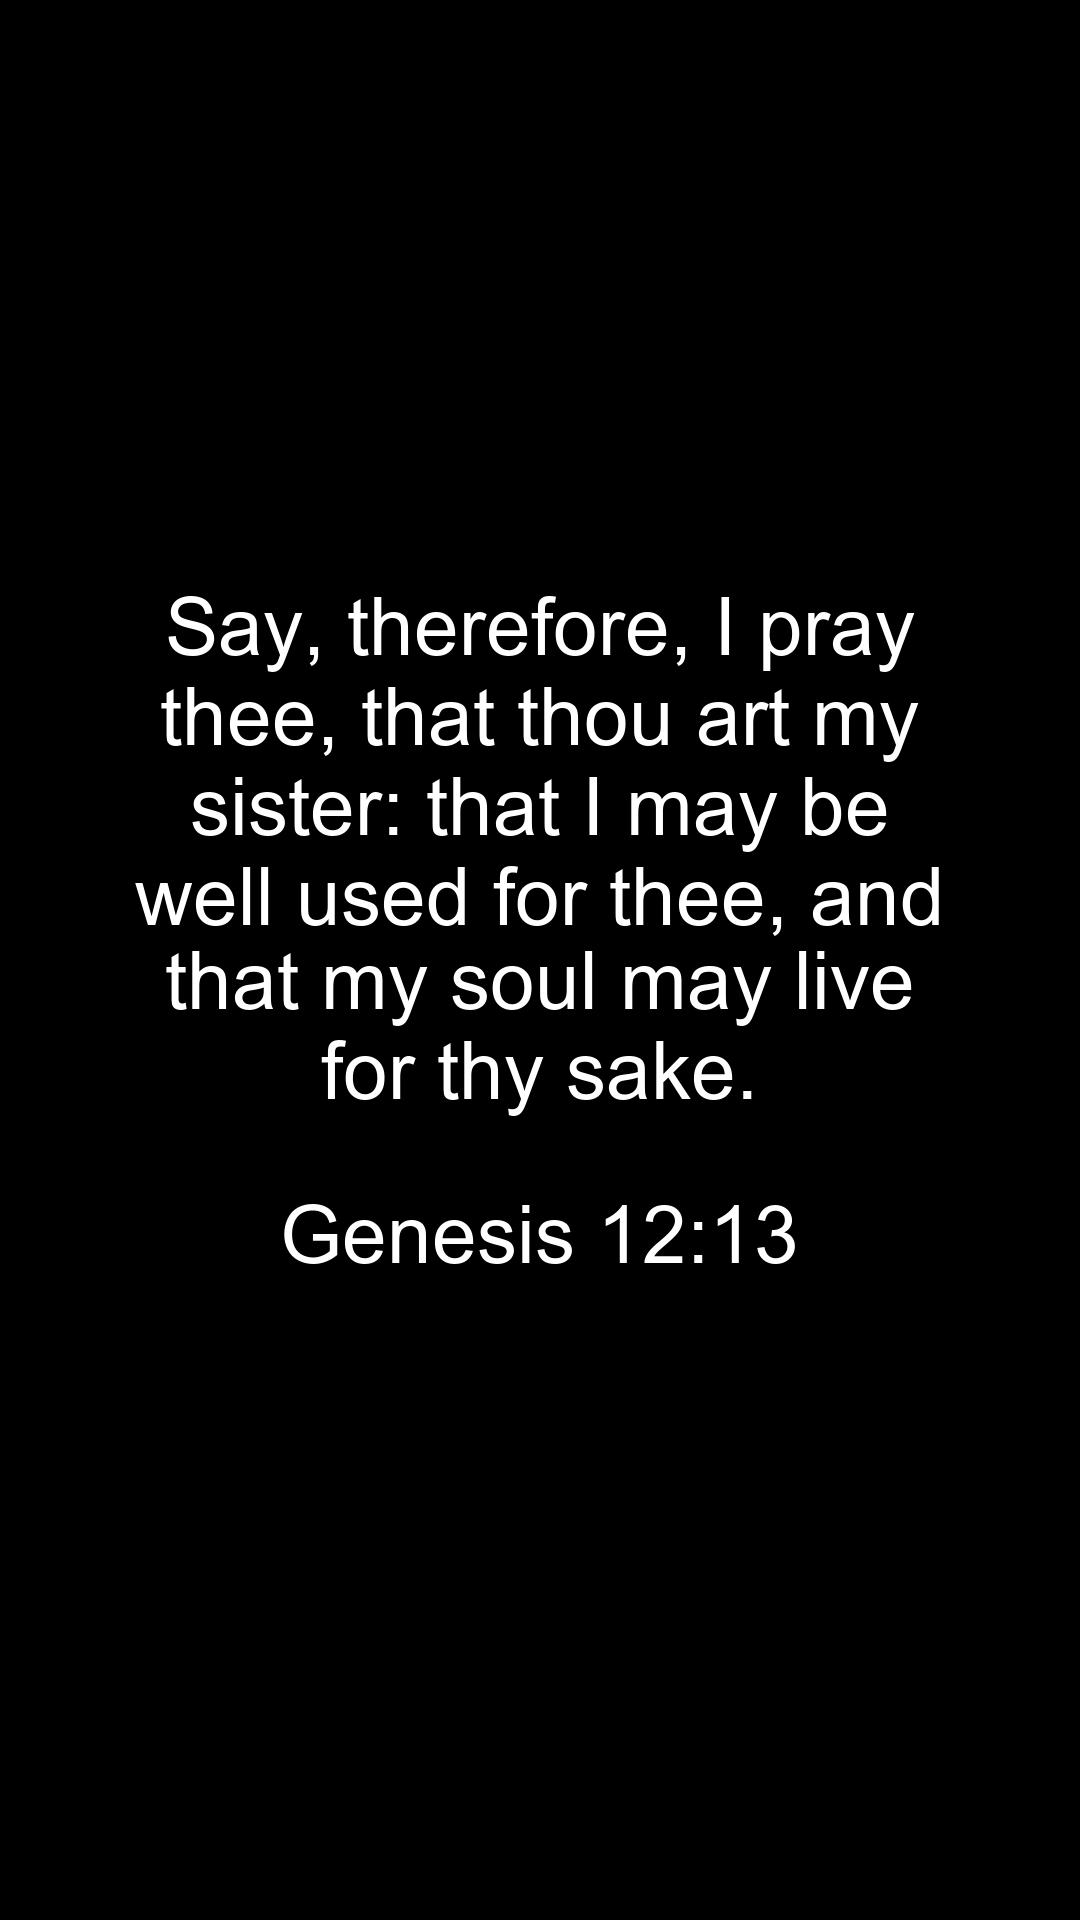 Say, therefore, I pray
thee, that thou art my
sister: that I may be
well used for thee, and
that my soul may live
for thy sake.
Genesis 12:13